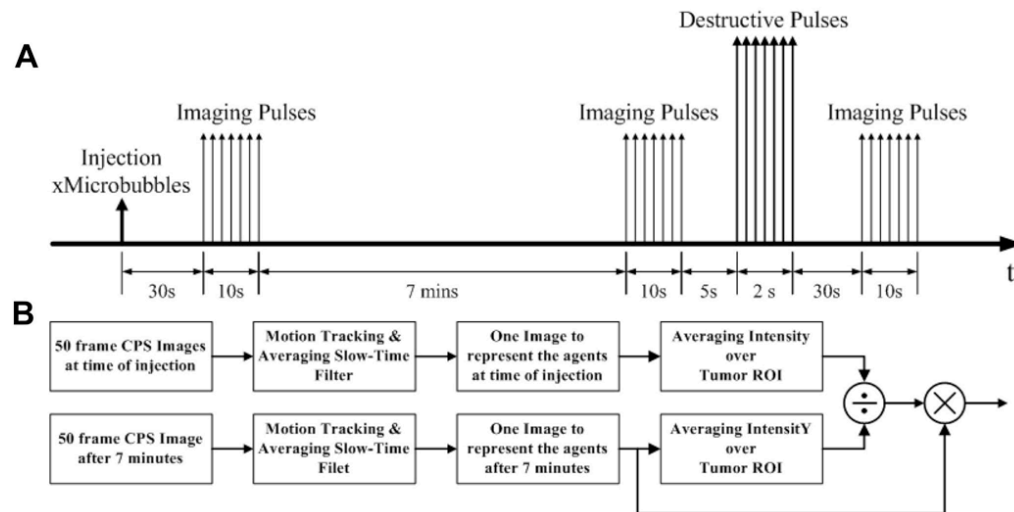 A
Destructive Pulses
Imaging Pulses
Imaging Pulses
Imaging Pulses
Injection
xMicrobubbles
t
30s
10s
7 mins
10s
5s
2 s
30s
10s
B
50 frame CPS Images
at time of injection
Motion Tracking &
Averaging Slow-Time
Filter
One Image to
represent the agents
at time of injection
Averaging Intensity
over
Tumor ROI
÷
×
50 frame CPS Image
after 7 minutes
Motion Tracking &
Averaging Slow-Time
Filet
One Image to
represent the agents
after 7 minutes
Averaging IntensitY
over
Tumor ROI